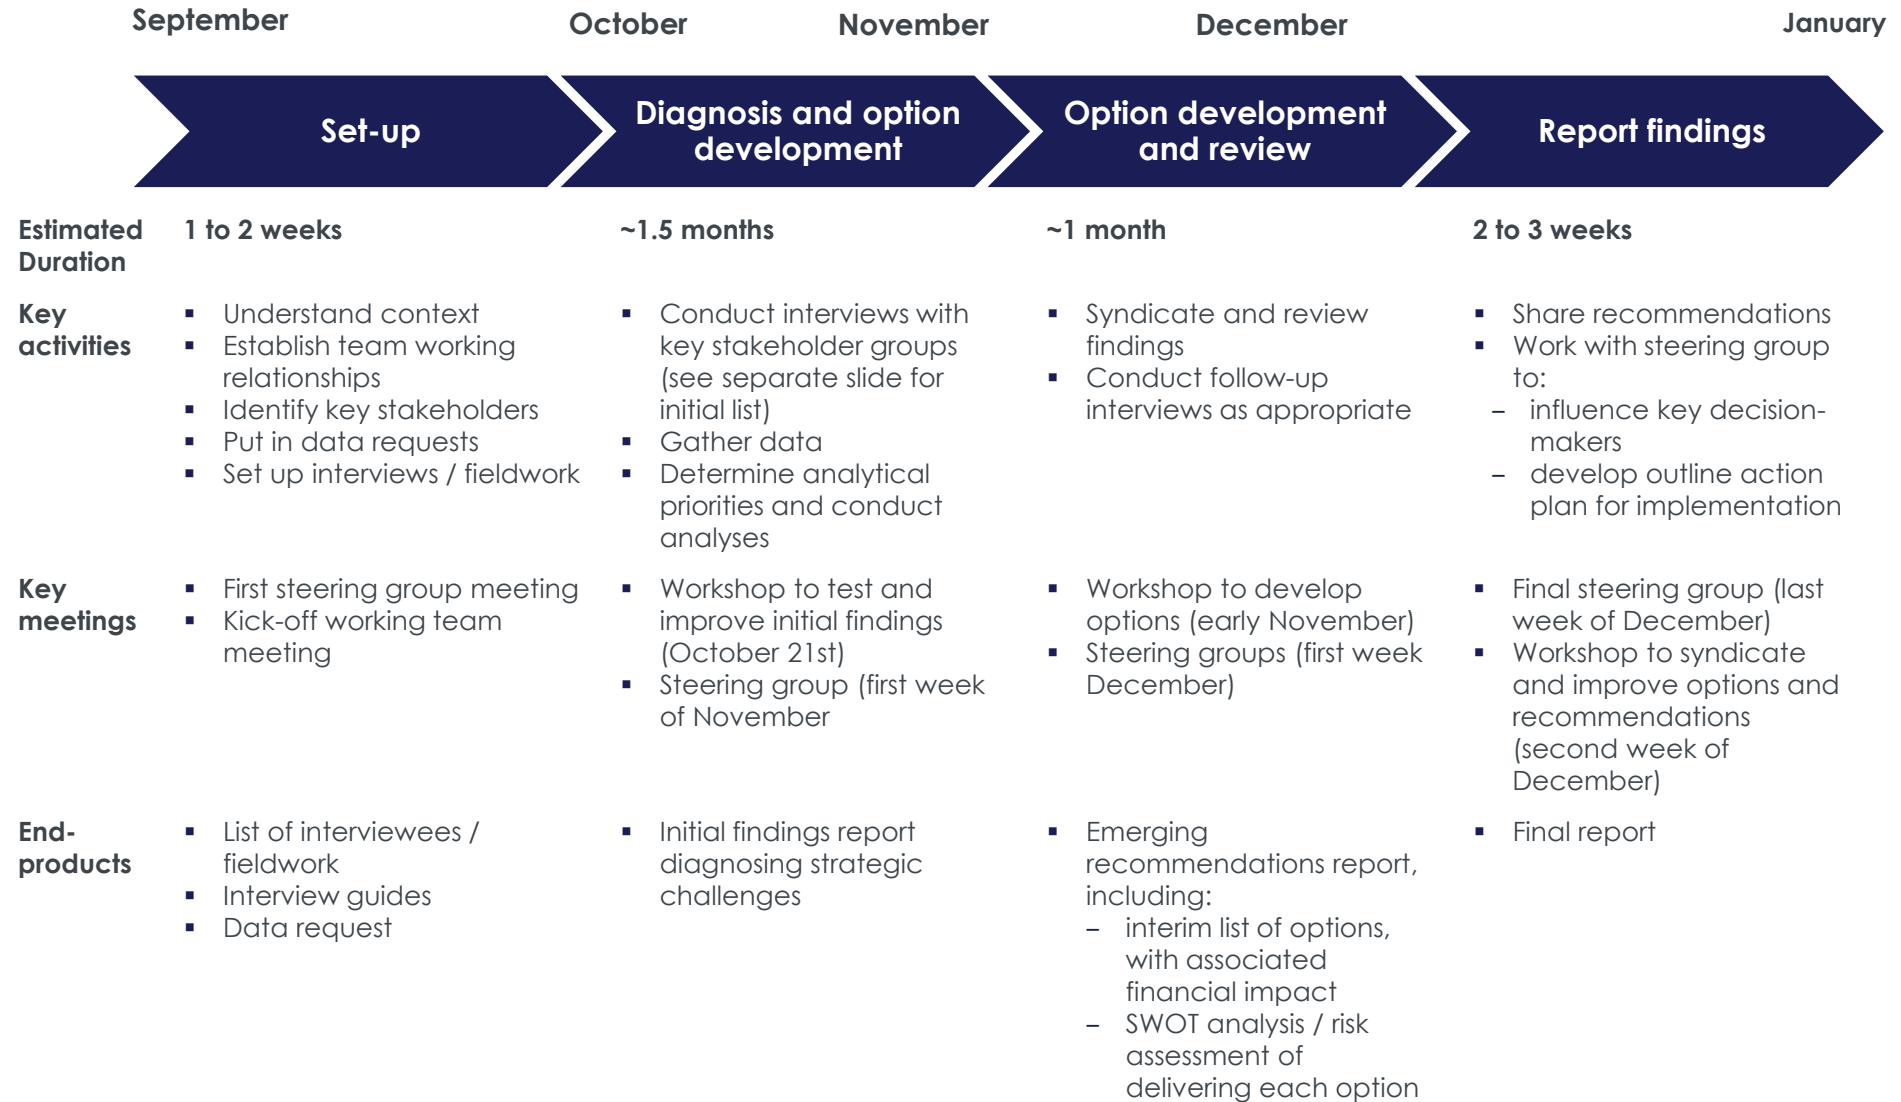 September
October
November
December
January
Set-up
Diagnosis and option
development
Option development
and review
Report findings
Estimated
Duration
1 to 2 weeks
~1.5 months
~1 month
2 to 3 weeks
Key
activities
▪ Understand context
▪ Establish team working
relationships
▪ Identify key stakeholders
▪ Put in data requests
▪ Set up interviews / fieldwork
▪ Conduct interviews with
key stakeholder groups
(see separate slide for
initial list)
▪ Gather data
▪ Determine analytical
priorities and conduct
analyses
▪ Syndicate and review
findings
▪ Conduct follow-up
interviews as appropriate
▪ Share recommendations
▪ Work with steering group
to:
– influence key decision-
makers
– develop outline action
plan for implementation
Key
meetings
▪ First steering group meeting
▪ Kick-off working team
meeting
▪ Workshop to test and
improve initial findings
(October 21st)
▪ Steering group (first week
of November
▪ Workshop to develop
options (early November)
▪ Steering groups (first week
December)
▪ Final steering group (last
week of December)
▪ Workshop to syndicate
and improve options and
recommendations
(second week of
December)
End-
products
▪ List of interviewees /
fieldwork
▪ Interview guides
▪ Data request
▪ Initial findings report
diagnosing strategic
challenges
▪ Emerging
recommendations report,
including:
– interim list of options,
with associated
financial impact
– SWOT analysis / risk
assessment of
delivering each option
▪ Final report